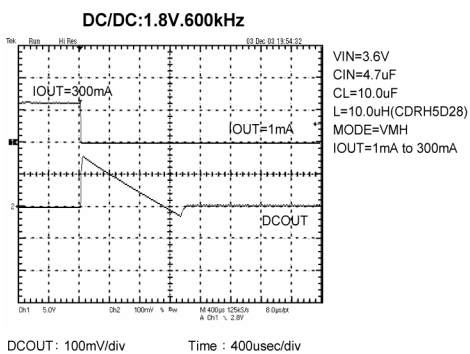 DC/DC:1.8V.600kHz
Tek Run Hi Res 03 Dec 03 19:54:32
VIN=3.6V
CIN=4.7uF
CL=10.0uF
L=10.0uH(CDRH5D28)
MODE=VMH
IOUT=1mA to 300mA
IOUT=300mA
IOUT=1mA
2
DCOUT
Ch1 5.0V Ch2 100mV % Bw M 400µs 125kS/s 8.0µs/pt
A Ch1 \ 2.8V
DCOUT : 100mV/div Time : 400usec/div